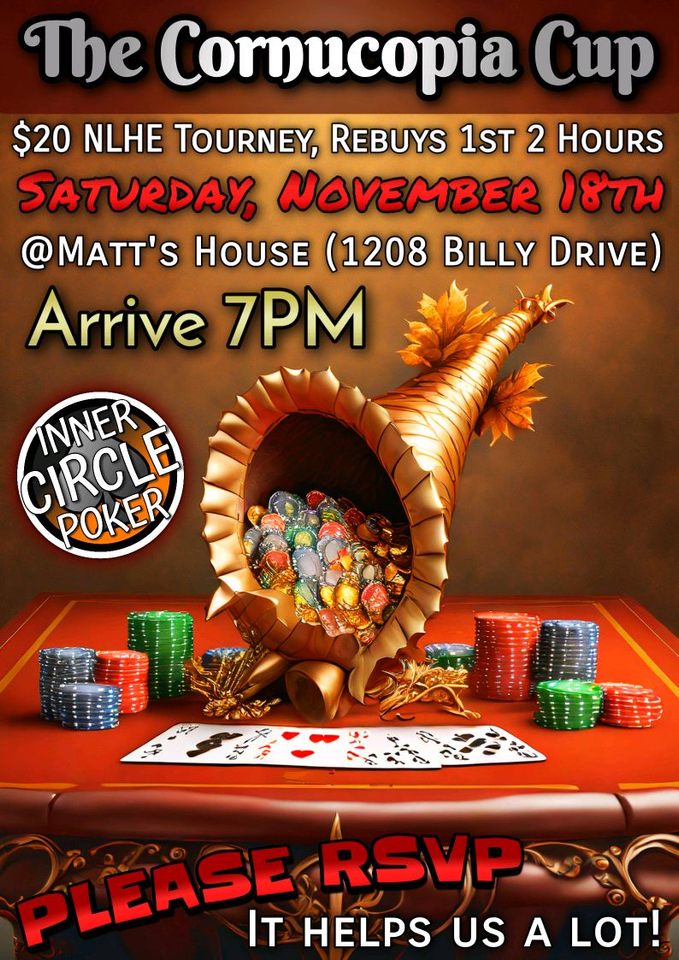 The Cornucopia Cup
$20 NLHE Tourney, Rebuys 1st 2 Hours
Saturday, November 18th
@Matt's House (1208 Billy Drive)
Arrive 7PM
INNER
CIRCLE
POKER
PLEASE RSVP
It helps us a lot!